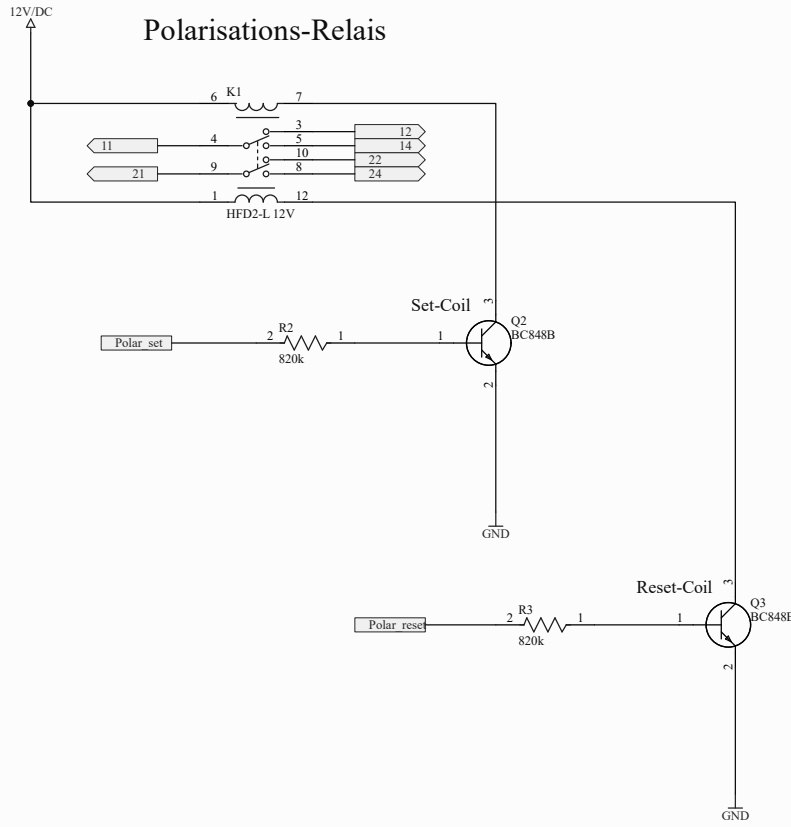 12V/DC
Polarisations-Relais
6 K1 7
3 12
11 4 5 14
10 22
21 9 8 24
1 12
HFD2-L 12V
Set-Coil 3
Q2
BC848B
Polar_set 2 R2 1 1
820k
2
GND
Reset-Coil 3
Q3
BC848B
Polar_reset 2 R3 1 1
820k
2
GND